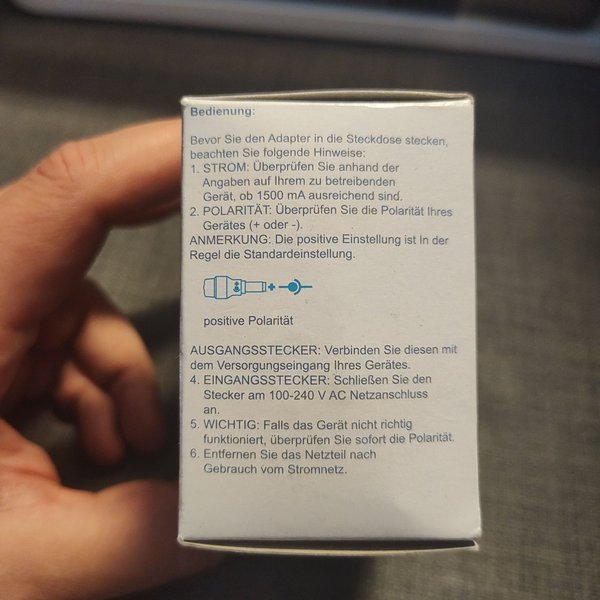 Bedienung:
Bevor Sie den Adapter in die Steckdose stecken,
beachten Sie folgende Hinweise:
1. STROM: Überprüfen Sie anhand der
Angaben auf Ihrem zu betreibenden
Gerät, ob 1500 mA ausreichend sind.
2. POLARITÄT: Überprüfen Sie die Polarität Ihres
Gerätes (+ oder -).
ANMERKUNG: Die positive Einstellung ist In der
Regel die Standardeinstellung.
+
positive Polarität
AUSGANGSSTECKER: Verbinden Sie diesen mit
dem Versorgungseingang Ihres Gerätes.
4. EINGANGSSTECKER: Schließen Sie den
Stecker am 100-240 V AC Netzanschluss
an.
5. WICHTIG: Falls das Gerät nicht richtig
funktioniert, überprüfen Sie sofort die Polarität.
6. Entfernen Sie das Netzteil nach
Gebrauch vom Stromnetz.